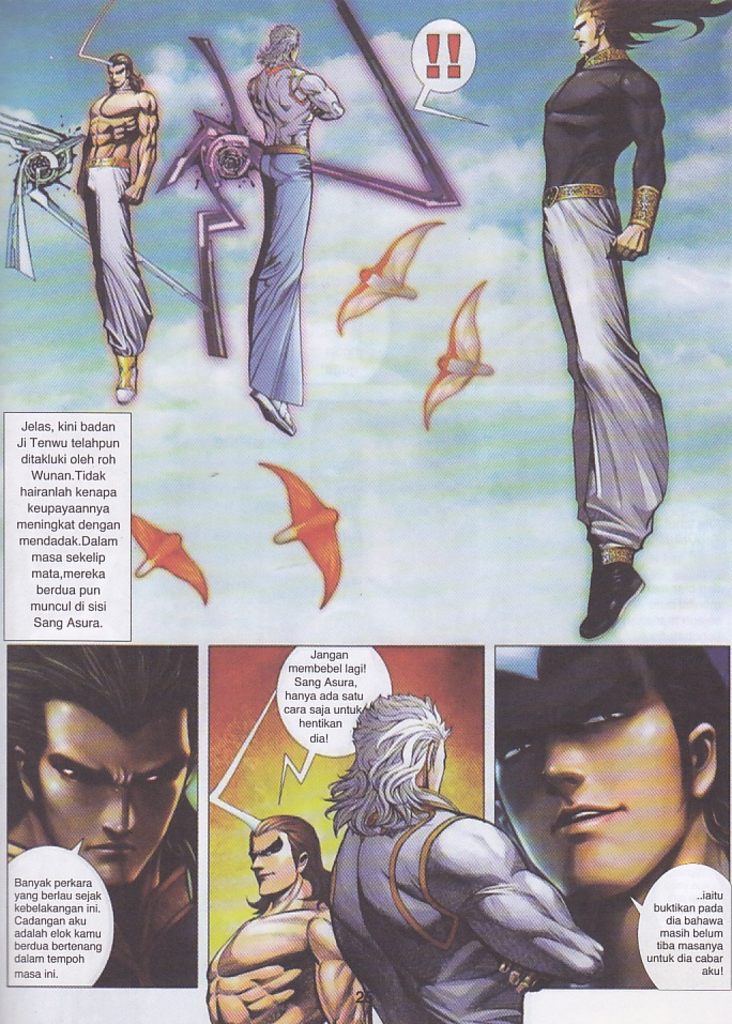 !!
Jelas, kini badan
Ji Tenwu telahpun
ditakluki oleh roh
Wunan.Tidak
hairanlah kenapa
keupayaannya
meningkat dengan
mendadak.Dalam
masa sekelip
mata,mereka
berdua pun
muncul di sisi
Sang Asura.
Banyak perkara
yang berlau sejak
kebelakangan ini.
Cadangan aku
adalah elok kamu
berdua bertenang
dalam tempoh
masa ini.
Jangan
membebel lagi!
Sang Asura,
hanya ada satu
cara saja untuk
hentikan
dia!
..iaitu
buktikan pada
dia bahawa
masih belum
tiba masanya
untuk dia cabar
aku!